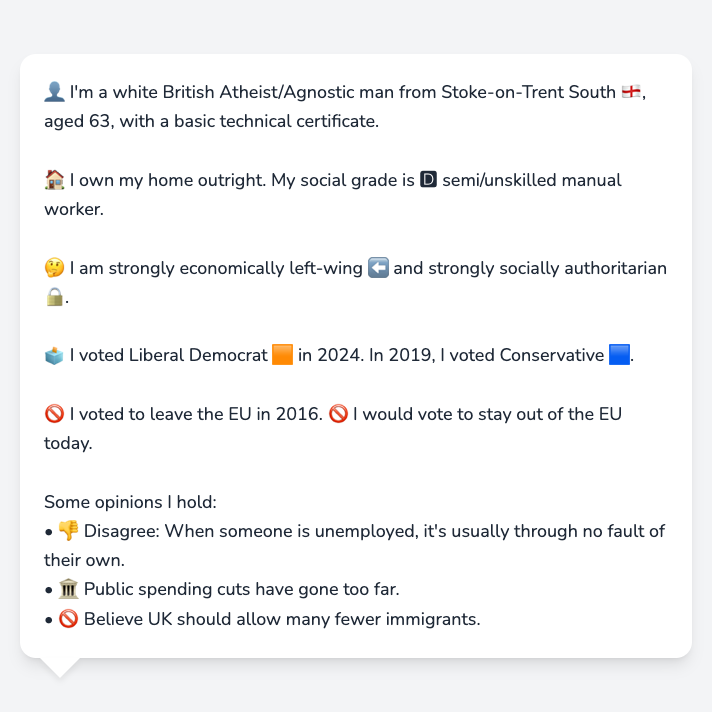 👤 I'm a white British Atheist/Agnostic man from Stoke-on-Trent South 🏴󠁧󠁢󠁥󠁮󠁧󠁿,
aged 63, with a basic technical certificate.
🏠 I own my home outright. My social grade is 🅳 semi/unskilled manual
worker.
🤔 I am strongly economically left-wing ⬅️ and strongly socially authoritarian
🔒.
🗳️ I voted Liberal Democrat 🟧 in 2024. In 2019, I voted Conservative 🟦.
🚫 I voted to leave the EU in 2016. 🚫 I would vote to stay out of the EU
today.
Some opinions I hold:
• 👎 Disagree: When someone is unemployed, it's usually through no fault of
their own.
• 🏛️ Public spending cuts have gone too far.
• 🚫 Believe UK should allow many fewer immigrants.